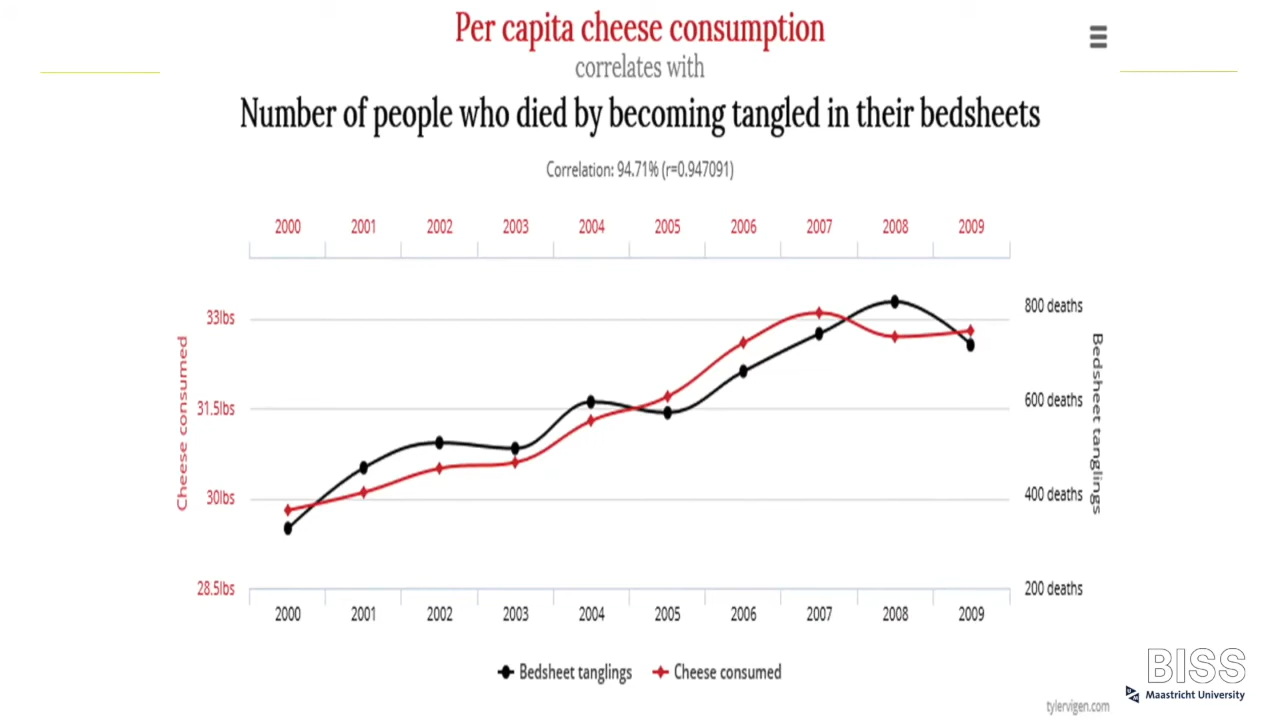 Per capita cheese consumption
correlates with
Number of people who died by becoming tangled in their bedsheets
Correlation: 94.71% (r=0.947091)
2000 2001 2002 2003 2004 2005 2006 2007 2008 2009
Cheese consumed
33lbs
31.5lbs
30lbs
28.5lbs
800 deaths
600 deaths
400 deaths
200 deaths
Bedsheet tanglings
2000 2001 2002 2003 2004 2005 2006 2007 2008 2009
Bedsheet tanglings Cheese consumed
tylervigen.com
BISS
Maastricht University